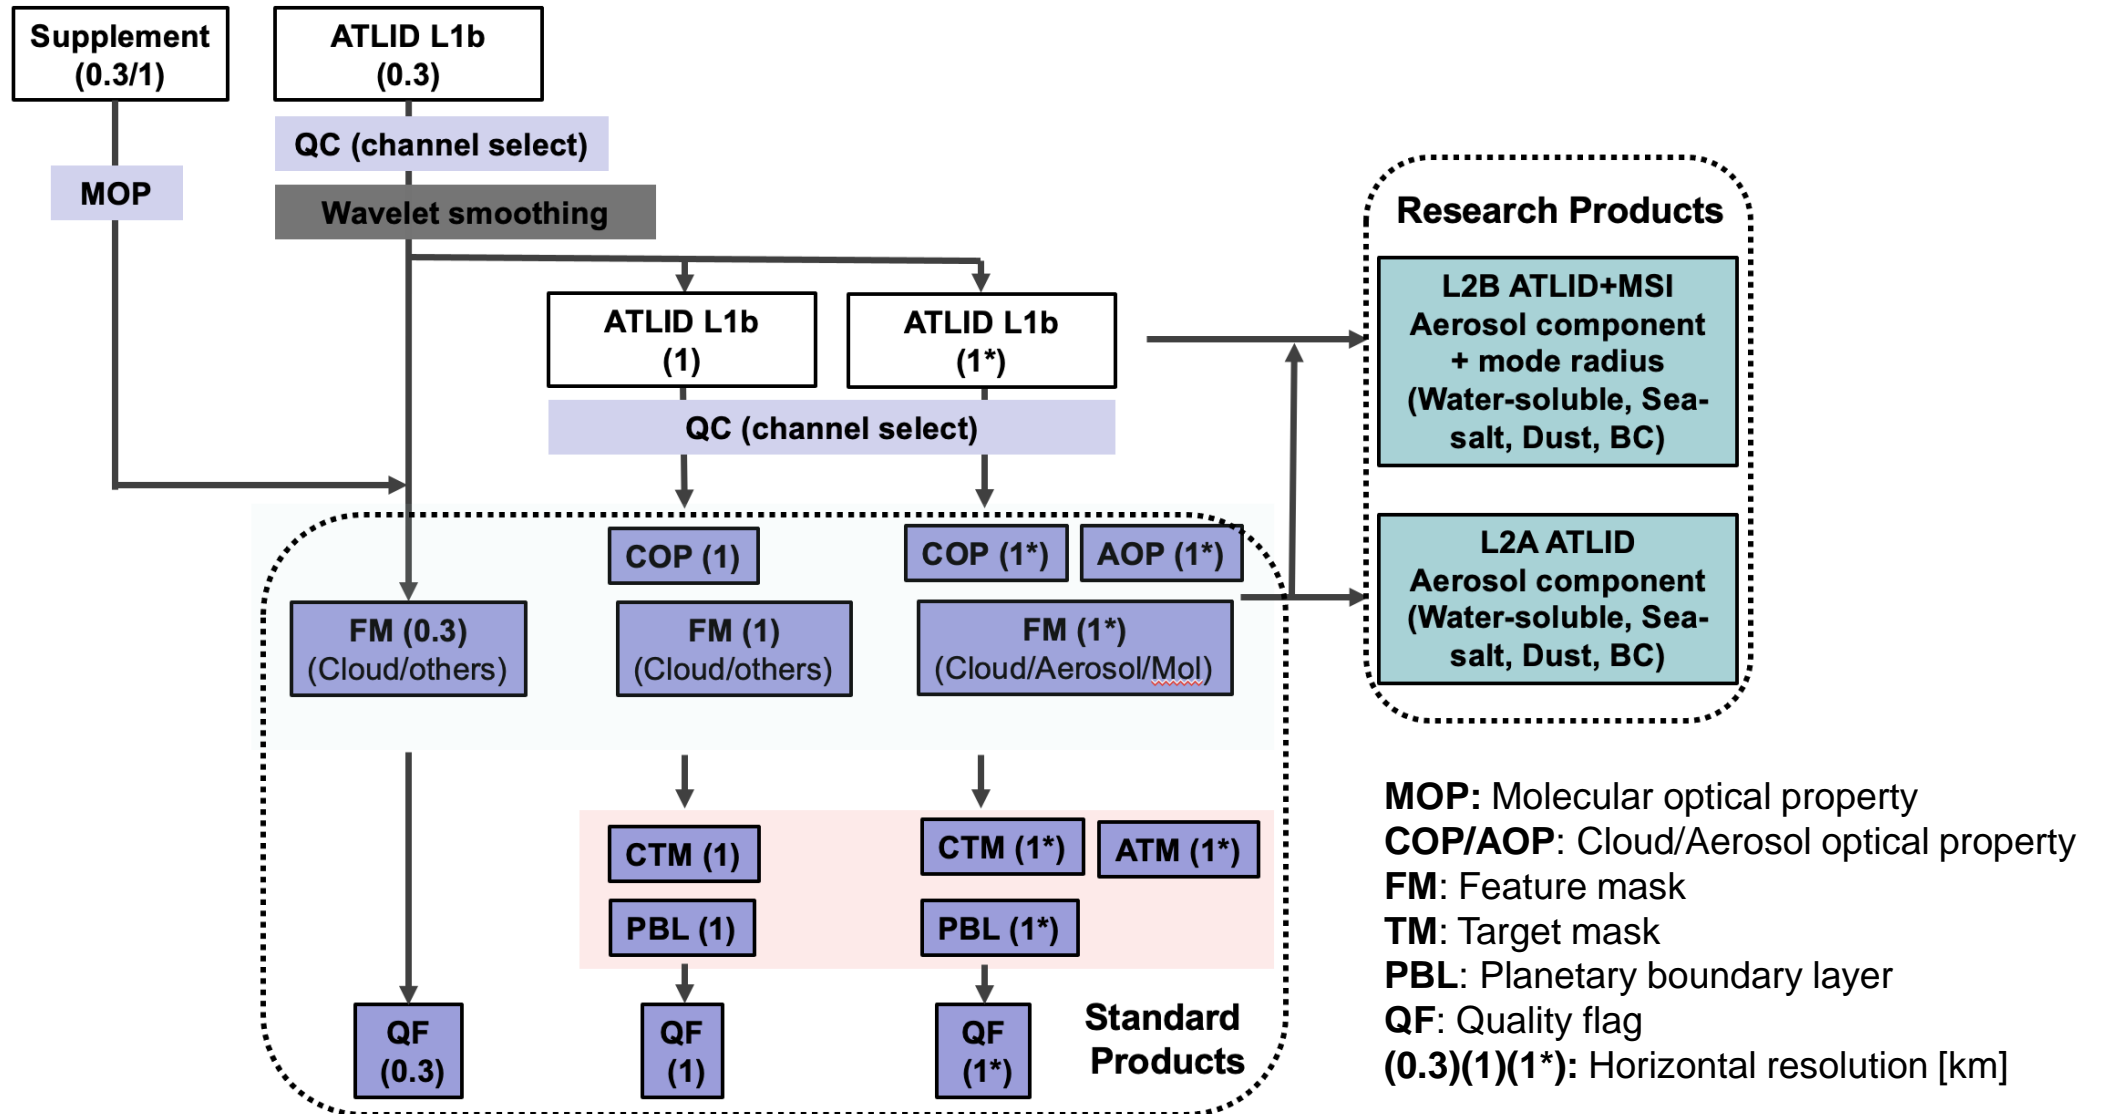 Supplement
(0.3/1)
ATLID L1b
(0.3)
QC (channel select)
MOP
Wavelet smoothing
ATLID L1b
(1)
ATLID L1b
(1*)
QC (channel select)
COP (1)
COP (1*)
AOP (1*)
FM (0.3)
(Cloud/others)
FM (1)
(Cloud/others)
FM (1*)
(Cloud/Aerosol/Mol)
CTM (1)
CTM (1*)
ATM (1*)
PBL (1)
PBL (1*)
QF
(0.3)
QF
(1)
QF
(1*)
Standard
Products
Research Products
L2B ATLID+MSI
Aerosol component
+ mode radius
(Water-soluble, Sea-
salt, Dust, BC)
L2A ATLID
Aerosol component
(Water-soluble, Sea-
salt, Dust, BC)
MOP: Molecular optical property
COP/AOP: Cloud/Aerosol optical property
FM: Feature mask
TM: Target mask
PBL: Planetary boundary layer
QF: Quality flag
(0.3)(1)(1*): Horizontal resolution [km]